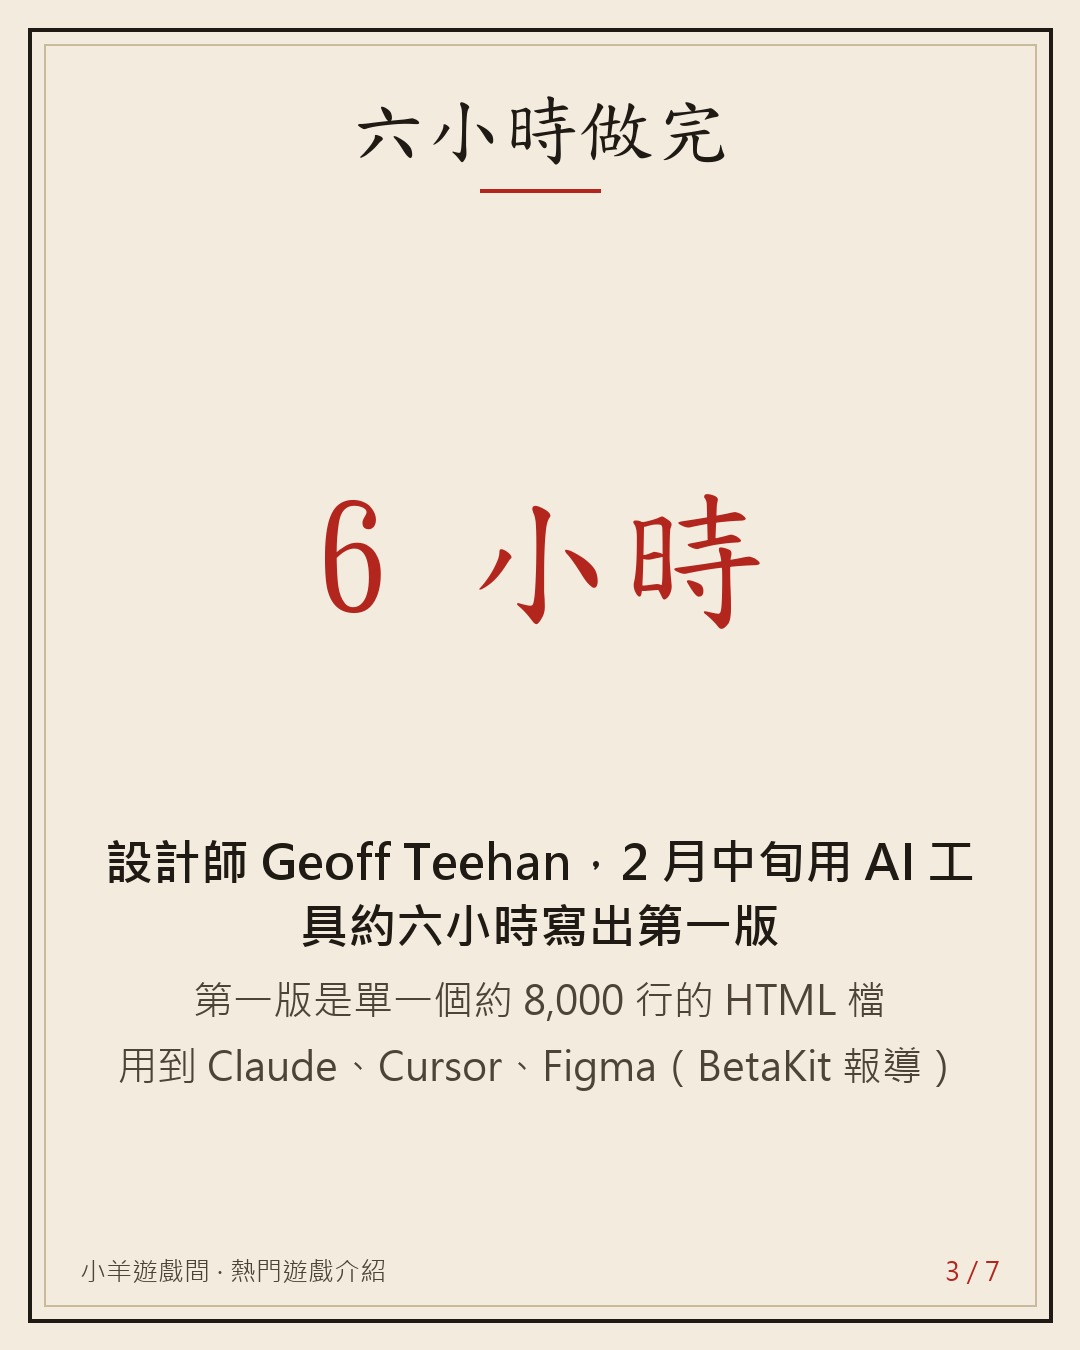 六小時做完
6 小時
設計師 Geoff Teehan，2 月中旬用 AI 工
具約六小時寫出第一版
第一版是單一個約 8,000 行的 HTML 檔
用到 Claude、Cursor、Figma（BetaKit 報導）
小羊遊戲間 · 熱門遊戲介紹
3 / 7